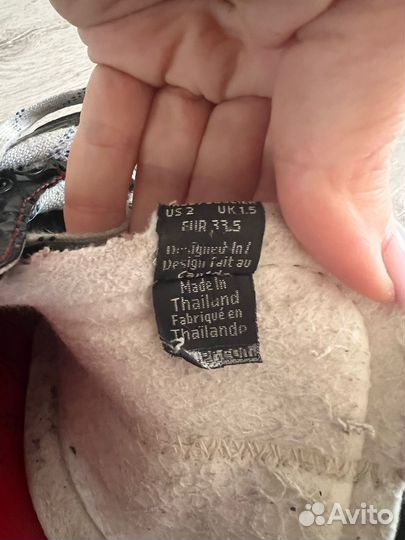 US 2 UK 1.5
EUR 33.5
Designed In/
Design fait au
Canada
Made In
Thailand
Fabriqué en
Thaïlande
Avito